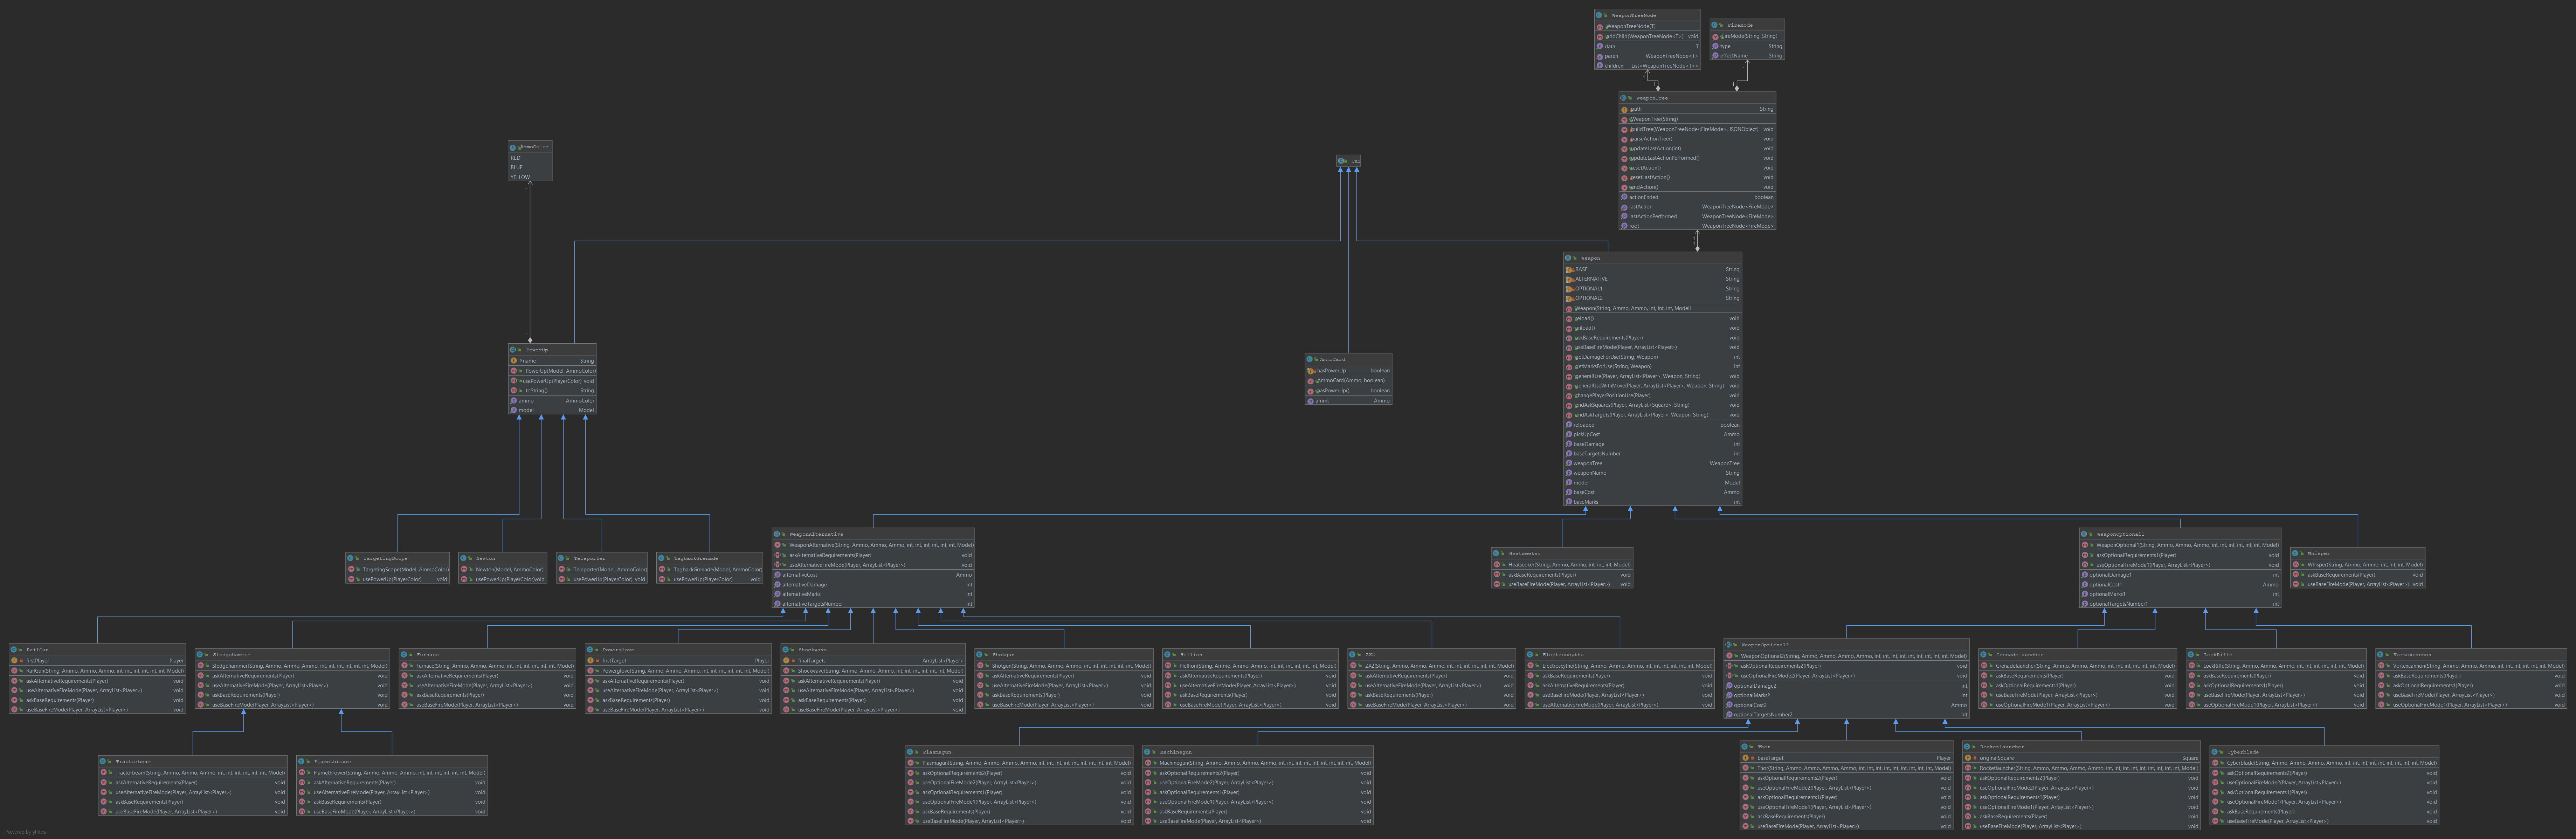 WeaponTreeNode
WeaponTreeNode(T)
addChild(WeaponTreeNode<T>) void
data T
paren WeaponTreeNode<T>
children List<WeaponTreeNode<T>>
FireMode
FireMode(String, String)
type String
effectName String
WeaponTree
path String
WeaponTree(String)
buildTree(WeaponTreeNode<FireMode>, JSONObject) void
parseActionTree() void
updateLastAction(int) void
updateLastActionPerformed() void
resetAction() void
resetLastAction() void
endAction() void
actionEnded boolean
lastAction WeaponTreeNode<FireMode>
lastActionPerformed WeaponTreeNode<FireMode>
root WeaponTreeNode<FireMode>
AmmoColor
RED
BLUE
YELLOW
Car
Weapon
BASE String
ALTERNATIVE String
OPTIONAL1 String
OPTIONAL2 String
Weapon(String, Ammo, Ammo, int, int, int, Model)
reload() void
unload() void
askBaseRequirements(Player) void
useBaseFireMode(Player, ArrayList<Player>) void
getDamageForUse(String, Weapon) int
getMarksForUse(String, Weapon) int
generalUse(Player, ArrayList<Player>, Weapon, String) void
generalUseWithMove(Player, ArrayList<Player>, Weapon, String) void
changePlayerPositionUse(Player) void
endAskSquares(Player, ArrayList<Square>, String) void
endAskTargets(Player, ArrayList<Player>, Weapon, String) void
reloaded boolean
pickUpCost Ammo
baseDamage int
baseTargetsNumber int
weaponTree WeaponTree
weaponName String
model Model
baseCost Ammo
baseMarks int
PowerUp
name String
PowerUp(Model, AmmoColor)
usePowerUp(PlayerColor) void
toString() String
ammo AmmoColor
model Model
AmmoCard
hasPowerUp boolean
AmmoCard(Ammo, boolean)
hasPowerUp() boolean
ammo Ammo
TargetingScope
TargetingScope(Model, AmmoColor)
usePowerUp(PlayerColor) void
Newton
Newton(Model, AmmoColor)
usePowerUp(PlayerColor) void
Teleporter
Teleporter(Model, AmmoColor)
usePowerUp(PlayerColor) void
TagbackGrenade
TagbackGrenade(Model, AmmoColor)
usePowerUp(PlayerColor) void
WeaponAlternative
WeaponAlternative(String, Ammo, Ammo, Ammo, int, int, int, int, int, int, Model)
askAlternativeRequirements(Player) void
useAlternativeFireMode(Player, ArrayList<Player>) void
alternativeCost Ammo
alternativeDamage int
alternativeMarks int
alternativeTargetsNumber int
Heatseeker
Heatseeker(String, Ammo, Ammo, int, int, int, Model)
askBaseRequirements(Player) void
useBaseFireMode(Player, ArrayList<Player>) void
WeaponOptional1
WeaponOptional1(String, Ammo, Ammo, Ammo, int, int, int, int, int, int, Model)
askOptionalRequirements1(Player) void
useOptionalFireMode1(Player, ArrayList<Player>) void
optionalDamage1 int
optionalCost1 Ammo
optionalMarks1 int
optionalTargetsNumber1 int
Whisper
Whisper(String, Ammo, Ammo, int, int, int, Model)
askBaseRequirements(Player) void
useBaseFireMode(Player, ArrayList<Player>) void
RailGun
firstPlayer Player
RailGun(String, Ammo, Ammo, Ammo, int, int, int, int, int, int, Model)
askAlternativeRequirements(Player) void
useAlternativeFireMode(Player, ArrayList<Player>) void
askBaseRequirements(Player) void
useBaseFireMode(Player, ArrayList<Player>) void
Sledgehammer
Sledgehammer(String, Ammo, Ammo, Ammo, int, int, int, int, int, int, Model)
askAlternativeRequirements(Player) void
useAlternativeFireMode(Player, ArrayList<Player>) void
askBaseRequirements(Player) void
useBaseFireMode(Player, ArrayList<Player>) void
Furnace
Furnace(String, Ammo, Ammo, Ammo, int, int, int, int, int, int, Model)
askAlternativeRequirements(Player) void
useAlternativeFireMode(Player, ArrayList<Player>) void
askBaseRequirements(Player) void
useBaseFireMode(Player, ArrayList<Player>) void
Powerglove
firstTarget Player
Powerglove(String, Ammo, Ammo, Ammo, int, int, int, int, int, int, Model)
askAlternativeRequirements(Player) void
useAlternativeFireMode(Player, ArrayList<Player>) void
askBaseRequirements(Player) void
useBaseFireMode(Player, ArrayList<Player>) void
Shockwave
finalTargets ArrayList<Player>
Shockwave(String, Ammo, Ammo, Ammo, int, int, int, int, int, int, Model)
askAlternativeRequirements(Player) void
useAlternativeFireMode(Player, ArrayList<Player>) void
askBaseRequirements(Player) void
useBaseFireMode(Player, ArrayList<Player>) void
Shotgun
Shotgun(String, Ammo, Ammo, Ammo, int, int, int, int, int, int, Model)
askAlternativeRequirements(Player) void
useAlternativeFireMode(Player, ArrayList<Player>) void
askBaseRequirements(Player) void
useBaseFireMode(Player, ArrayList<Player>) void
Hellion
Hellion(String, Ammo, Ammo, Ammo, int, int, int, int, int, int, Model)
askAlternativeRequirements(Player) void
useAlternativeFireMode(Player, ArrayList<Player>) void
askBaseRequirements(Player) void
useBaseFireMode(Player, ArrayList<Player>) void
ZX2
ZX2(String, Ammo, Ammo, Ammo, int, int, int, int, int, int, Model)
askAlternativeRequirements(Player) void
useAlternativeFireMode(Player, ArrayList<Player>) void
askBaseRequirements(Player) void
useBaseFireMode(Player, ArrayList<Player>) void
Electroscythe
Electroscythe(String, Ammo, Ammo, Ammo, int, int, int, int, int, int, Model)
askBaseRequirements(Player) void
askAlternativeRequirements(Player) void
useBaseFireMode(Player, ArrayList<Player>) void
useAlternativeFireMode(Player, ArrayList<Player>) void
WeaponOptional2
WeaponOptional2(String, Ammo, Ammo, Ammo, Ammo, int, int, int, int, int, int, int, int, int, Model)
askOptionalRequirements2(Player) void
useOptionalFireMode2(Player, ArrayList<Player>) void
optionalDamage2 int
optionalMarks2 int
optionalCost2 Ammo
optionalTargetsNumber2 int
Grenadelauncher
Grenadelauncher(String, Ammo, Ammo, Ammo, int, int, int, int, int, int, Model)
askBaseRequirements(Player) void
askOptionalRequirements1(Player) void
useBaseFireMode(Player, ArrayList<Player>) void
useOptionalFireMode1(Player, ArrayList<Player>) void
LockRifle
LockRifle(String, Ammo, Ammo, Ammo, int, int, int, int, int, int, Model)
askBaseRequirements(Player) void
askOptionalRequirements1(Player) void
useBaseFireMode(Player, ArrayList<Player>) void
useOptionalFireMode1(Player, ArrayList<Player>) void
Vortexcannon
Vortexcannon(String, Ammo, Ammo, Ammo, int, int, int, int, int, int, Model)
askBaseRequirements(Player) void
askOptionalRequirements1(Player) void
useBaseFireMode(Player, ArrayList<Player>) void
useOptionalFireMode1(Player, ArrayList<Player>) void
Tractorbeam
Tractorbeam(String, Ammo, Ammo, Ammo, int, int, int, int, int, int, Model)
askAlternativeRequirements(Player) void
useAlternativeFireMode(Player, ArrayList<Player>) void
askBaseRequirements(Player) void
useBaseFireMode(Player, ArrayList<Player>) void
Flamethrower
Flamethrower(String, Ammo, Ammo, Ammo, int, int, int, int, int, int, Model)
askAlternativeRequirements(Player) void
useAlternativeFireMode(Player, ArrayList<Player>) void
askBaseRequirements(Player) void
useBaseFireMode(Player, ArrayList<Player>) void
Plasmagun
Plasmagun(String, Ammo, Ammo, Ammo, Ammo, int, int, int, int, int, int, int, int, int, Model)
askOptionalRequirements2(Player) void
useOptionalFireMode2(Player, ArrayList<Player>) void
askOptionalRequirements1(Player) void
useOptionalFireMode1(Player, ArrayList<Player>) void
askBaseRequirements(Player) void
useBaseFireMode(Player, ArrayList<Player>) void
Machinegun
Machinegun(String, Ammo, Ammo, Ammo, Ammo, int, int, int, int, int, int, int, int, int, Model)
askOptionalRequirements2(Player) void
useOptionalFireMode2(Player, ArrayList<Player>) void
askOptionalRequirements1(Player) void
useOptionalFireMode1(Player, ArrayList<Player>) void
askBaseRequirements(Player) void
useBaseFireMode(Player, ArrayList<Player>) void
Thor
baseTarget Player
Thor(String, Ammo, Ammo, Ammo, Ammo, int, int, int, int, int, int, int, int, int, Model)
askOptionalRequirements2(Player) void
useOptionalFireMode2(Player, ArrayList<Player>) void
askOptionalRequirements1(Player) void
useOptionalFireMode1(Player, ArrayList<Player>) void
askBaseRequirements(Player) void
useBaseFireMode(Player, ArrayList<Player>) void
Rocketlauncher
originalSquare Square
Rocketlauncher(String, Ammo, Ammo, Ammo, Ammo, int, int, int, int, int, int, int, int, int, Model)
askOptionalRequirements2(Player) void
useOptionalFireMode2(Player, ArrayList<Player>) void
askOptionalRequirements1(Player) void
useOptionalFireMode1(Player, ArrayList<Player>) void
askBaseRequirements(Player) void
useBaseFireMode(Player, ArrayList<Player>) void
Cyberblade
Cyberblade(String, Ammo, Ammo, Ammo, Ammo, int, int, int, int, int, int, int, int, int, Model)
askOptionalRequirements2(Player) void
useOptionalFireMode2(Player, ArrayList<Player>) void
askOptionalRequirements1(Player) void
useOptionalFireMode1(Player, ArrayList<Player>) void
askBaseRequirements(Player) void
useBaseFireMode(Player, ArrayList<Player>) void
Powered by yFiles